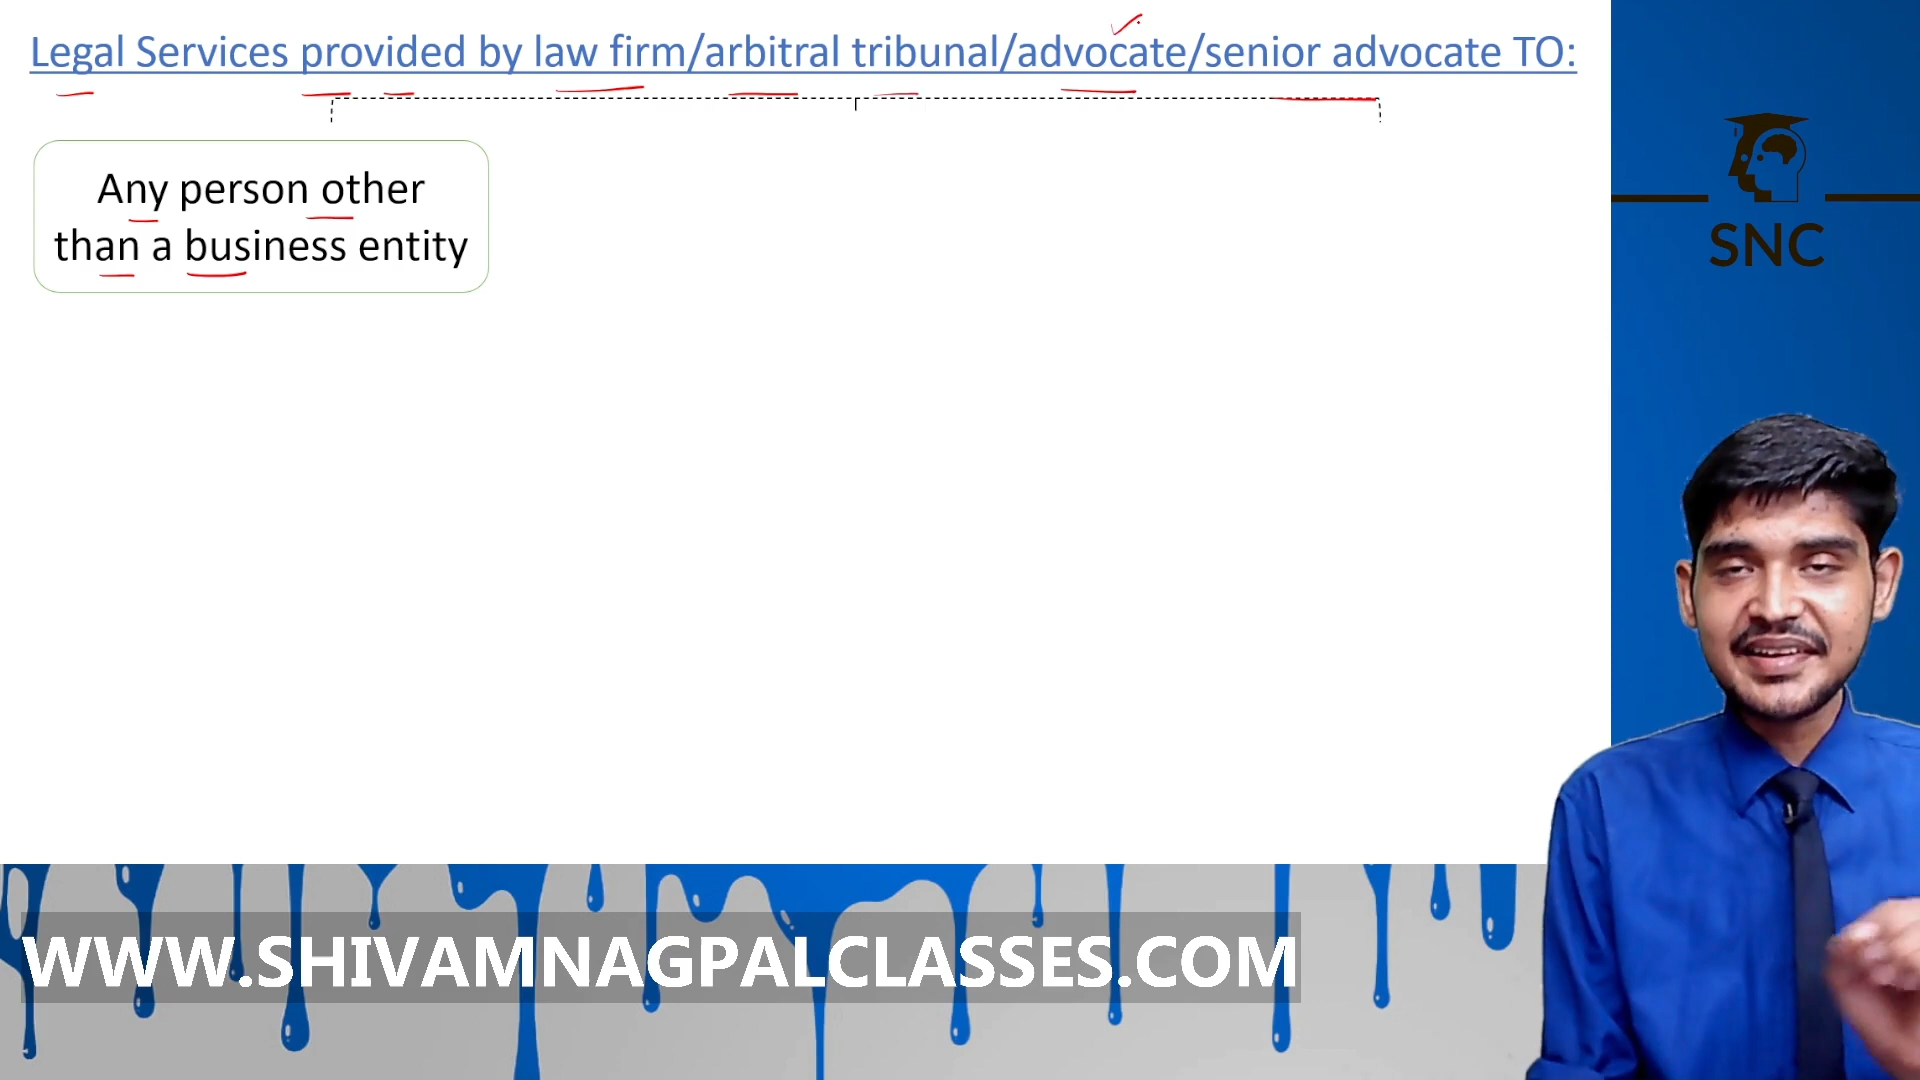 Legal Services provided by law firm/arbitral tribunal/advocate/senior advocate TO:
Any person other
than a business entity
SNC
WWW.SHIVAMNAGPALCLASSES.COM